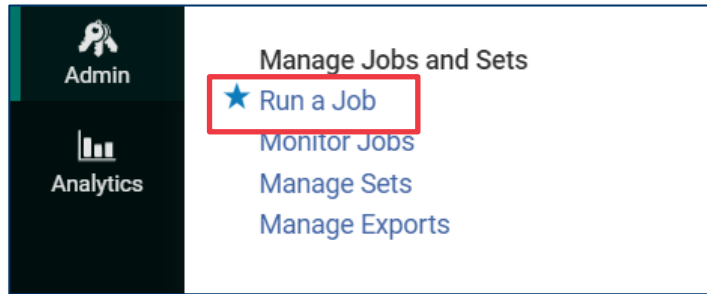 Admin
Analytics
Manage Jobs and Sets
Run a Job
Monitor Jobs
Manage Sets
Manage Exports